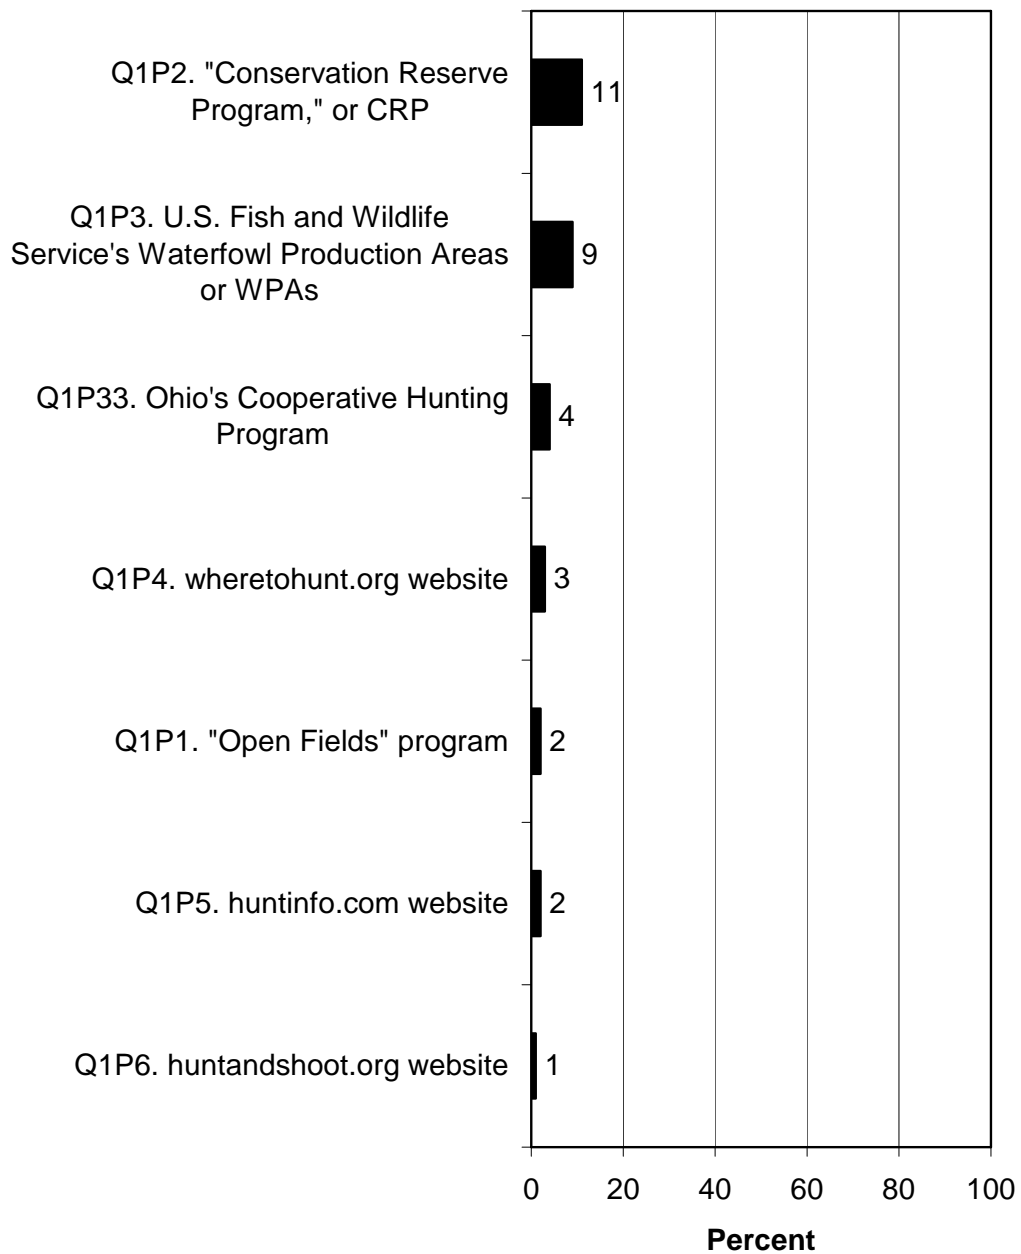 Q1P2. "Conservation Reserve
Program," or CRP
11
Q1P3. U.S. Fish and Wildlife
Service's Waterfowl Production Areas
or WPAs
9
Q1P33. Ohio's Cooperative Hunting
Program
4
Q1P4. wheretohunt.org website
3
Q1P1. "Open Fields" program
2
Q1P5. huntinfo.com website
2
Q1P6. huntandshoot.org website
1
0 20 40 60 80 100
Percent